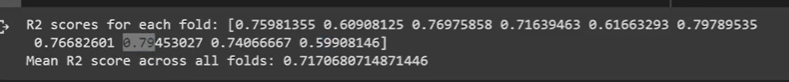 R2 scores for each fold: [0.75981355 0.60908125 0.76975858 0.71639463 0.61663293 0.79789535
0.76682601 0.79453027 0.74066667 0.59908146]
Mean R2 score across all folds: 0.7170680714871446